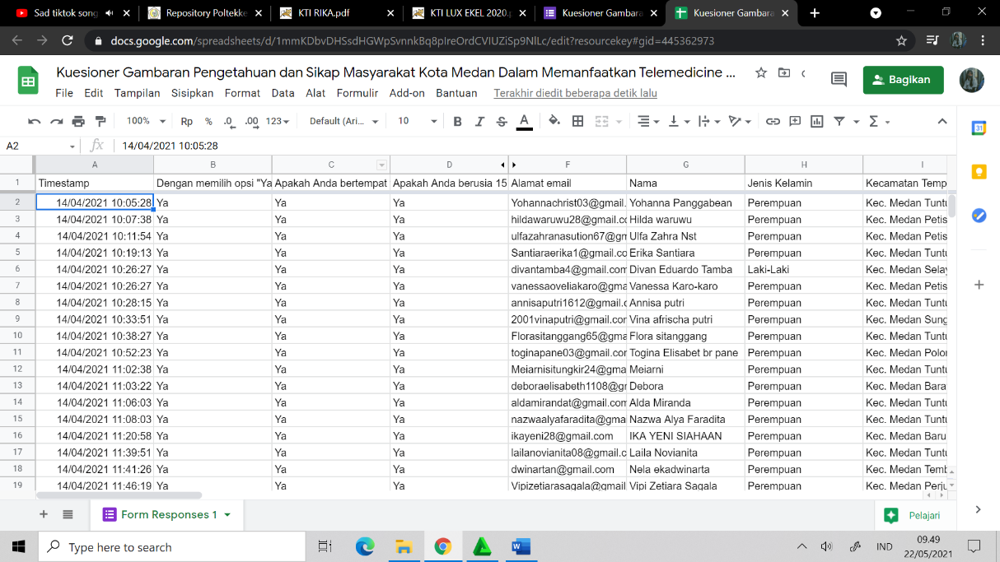 Sad tiktok song
Repository Poltekke
KTI RIKA.pdf
KTI LUX EKEL 2020.p
Kuesioner Gambara
Kuesioner Gambara
docs.google.com/spreadsheets/d/1mmKDbvDHSsdHGWpSvnnkBq8pIreOrdCVIUZiSp9NlLc/edit?resourcekey#gid=445362973
Kuesioner Gambaran Pengetahuan dan Sikap Masyarakat Kota Medan Dalam Memanfaatkan Telemedicine ...
Bagikan
File Edit Tampilan Sisipkan Format Data Alat Formulir Add-on Bantuan Terakhir diedit beberapa detik lalu
100% Rp % .0 .00 123 Default (Ari... 10 B I S A
A2 fx 14/04/2021 10:05:28
A B C D F G H I
1 Timestamp Dengan memilih opsi "Ya Apakah Anda bertempat Apakah Anda berusia 15 Alamat email Nama Jenis Kelamin Kecamatan Temp
2 14/04/2021 10:05:28 Ya Ya Ya Yohannachrist03@gmail. Yohanna Panggabean Perempuan Kec. Medan Tuntu
3 14/04/2021 10:07:38 Ya Ya Ya hildawaruwu28@gmail.co Hilda waruwu Perempuan Kec. Medan Petis
4 14/04/2021 10:11:54 Ya Ya Ya ulfazahranasution67@gm Ulfa Zahra Nst Perempuan Kec. Medan Petis
5 14/04/2021 10:19:13 Ya Ya Ya Santiaraerika1@gmail.co Erika Santiara Perempuan Kec. Medan Tuntu
6 14/04/2021 10:26:27 Ya Ya Ya divantamba4@gmail.com Divan Eduardo Tamba Laki-Laki Kec. Medan Selay
7 14/04/2021 10:26:27 Ya Ya Ya vanessaoveliakaro@gma Vanessa Karo-karo Perempuan Kec. Medan Petis
8 14/04/2021 10:28:15 Ya Ya Ya annisaputri1612@gmail.c Annisa putri Perempuan Kec. Medan Tuntu
9 14/04/2021 10:33:51 Ya Ya Ya 2001vinaputri@gmail.com Vina afrischa putri Perempuan Kec. Medan Sung
10 14/04/2021 10:38:27 Ya Ya Ya Florasitanggang65@gma Flora sitanggang Perempuan Kec. Medan Tuntu
11 14/04/2021 10:52:23 Ya Ya Ya toginapane03@gmail.com Togina Elisabet br pane Perempuan Kec. Medan Polon
12 14/04/2021 11:02:38 Ya Ya Ya Meiarnisitungkir24@gma Meiarni Perempuan Kec. Medan Tuntu
13 14/04/2021 11:03:22 Ya Ya Ya deboraelisabeth1108@gm Debora Perempuan Kec. Medan Bara
14 14/04/2021 11:06:03 Ya Ya Ya aldamirandat@gmail.com Alda Miranda Perempuan Kec. Medan Tuntu
15 14/04/2021 11:08:03 Ya Ya Ya nazwaalyafaradita@gma Nazwa Alya Faradita Perempuan Kec. Medan Tuntu
16 14/04/2021 11:20:58 Ya Ya Ya ikayeni28@gmail.com IKA YENI SIAHAAN Perempuan Kec. Medan Baru
17 14/04/2021 11:39:51 Ya Ya Ya lailanovianita08@gmail.c Laila Novianita Perempuan Kec. Medan Tuntu
18 14/04/2021 11:41:26 Ya Ya Ya dwinartan@gmail.com Nela ekadwinarta Perempuan Kec. Medan Temb
19 14/04/2021 11:46:19 Ya Ya Ya Vipizetiarasagala@gmail Vipi Zetiara Sagala Perempuan Kec. Medan Perju
Form Responses 1
Pelajari
Type here to search
IND
09.49
22/05/2021